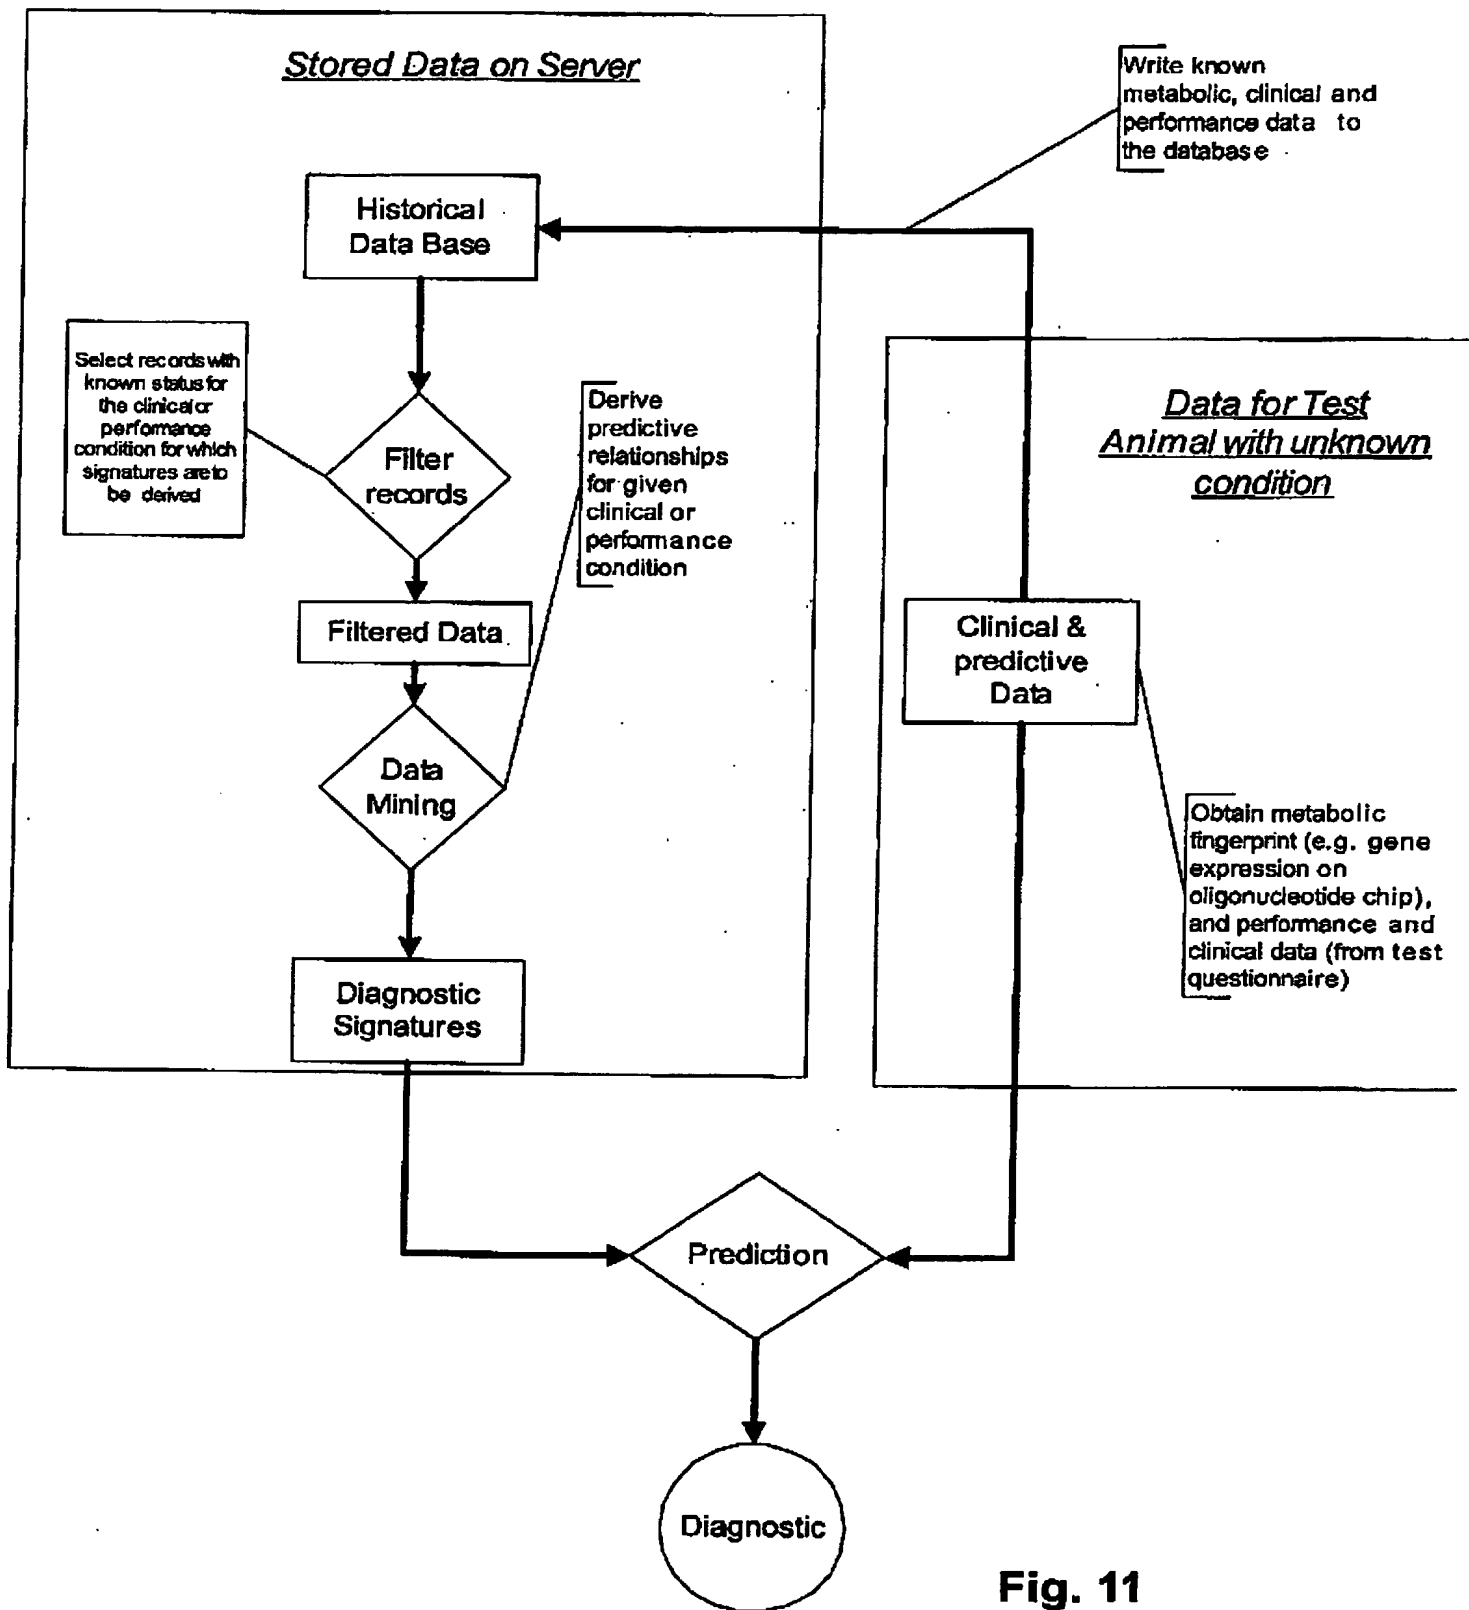 Stored Data on Server
Write known
metabolic, clinical and
performance data to
the database
Historical
Data Base
Select records with
known status for
the clinical or
performance
condition for which
signatures are to
be derived
Filter
records
Derive
predictive
relationships
for given
clinical or
performance
condition
Data for Test
Animal with unknown
condition
Filtered Data
Clinical &
predictive
Data
Data
Mining
Obtain metabolic
fingerprint (e.g. gene
expression on
oligonucleotide chip),
and performance and
clinical data (from test
questionnaire)
Diagnostic
Signatures
Prediction
Diagnostic
Fig. 11